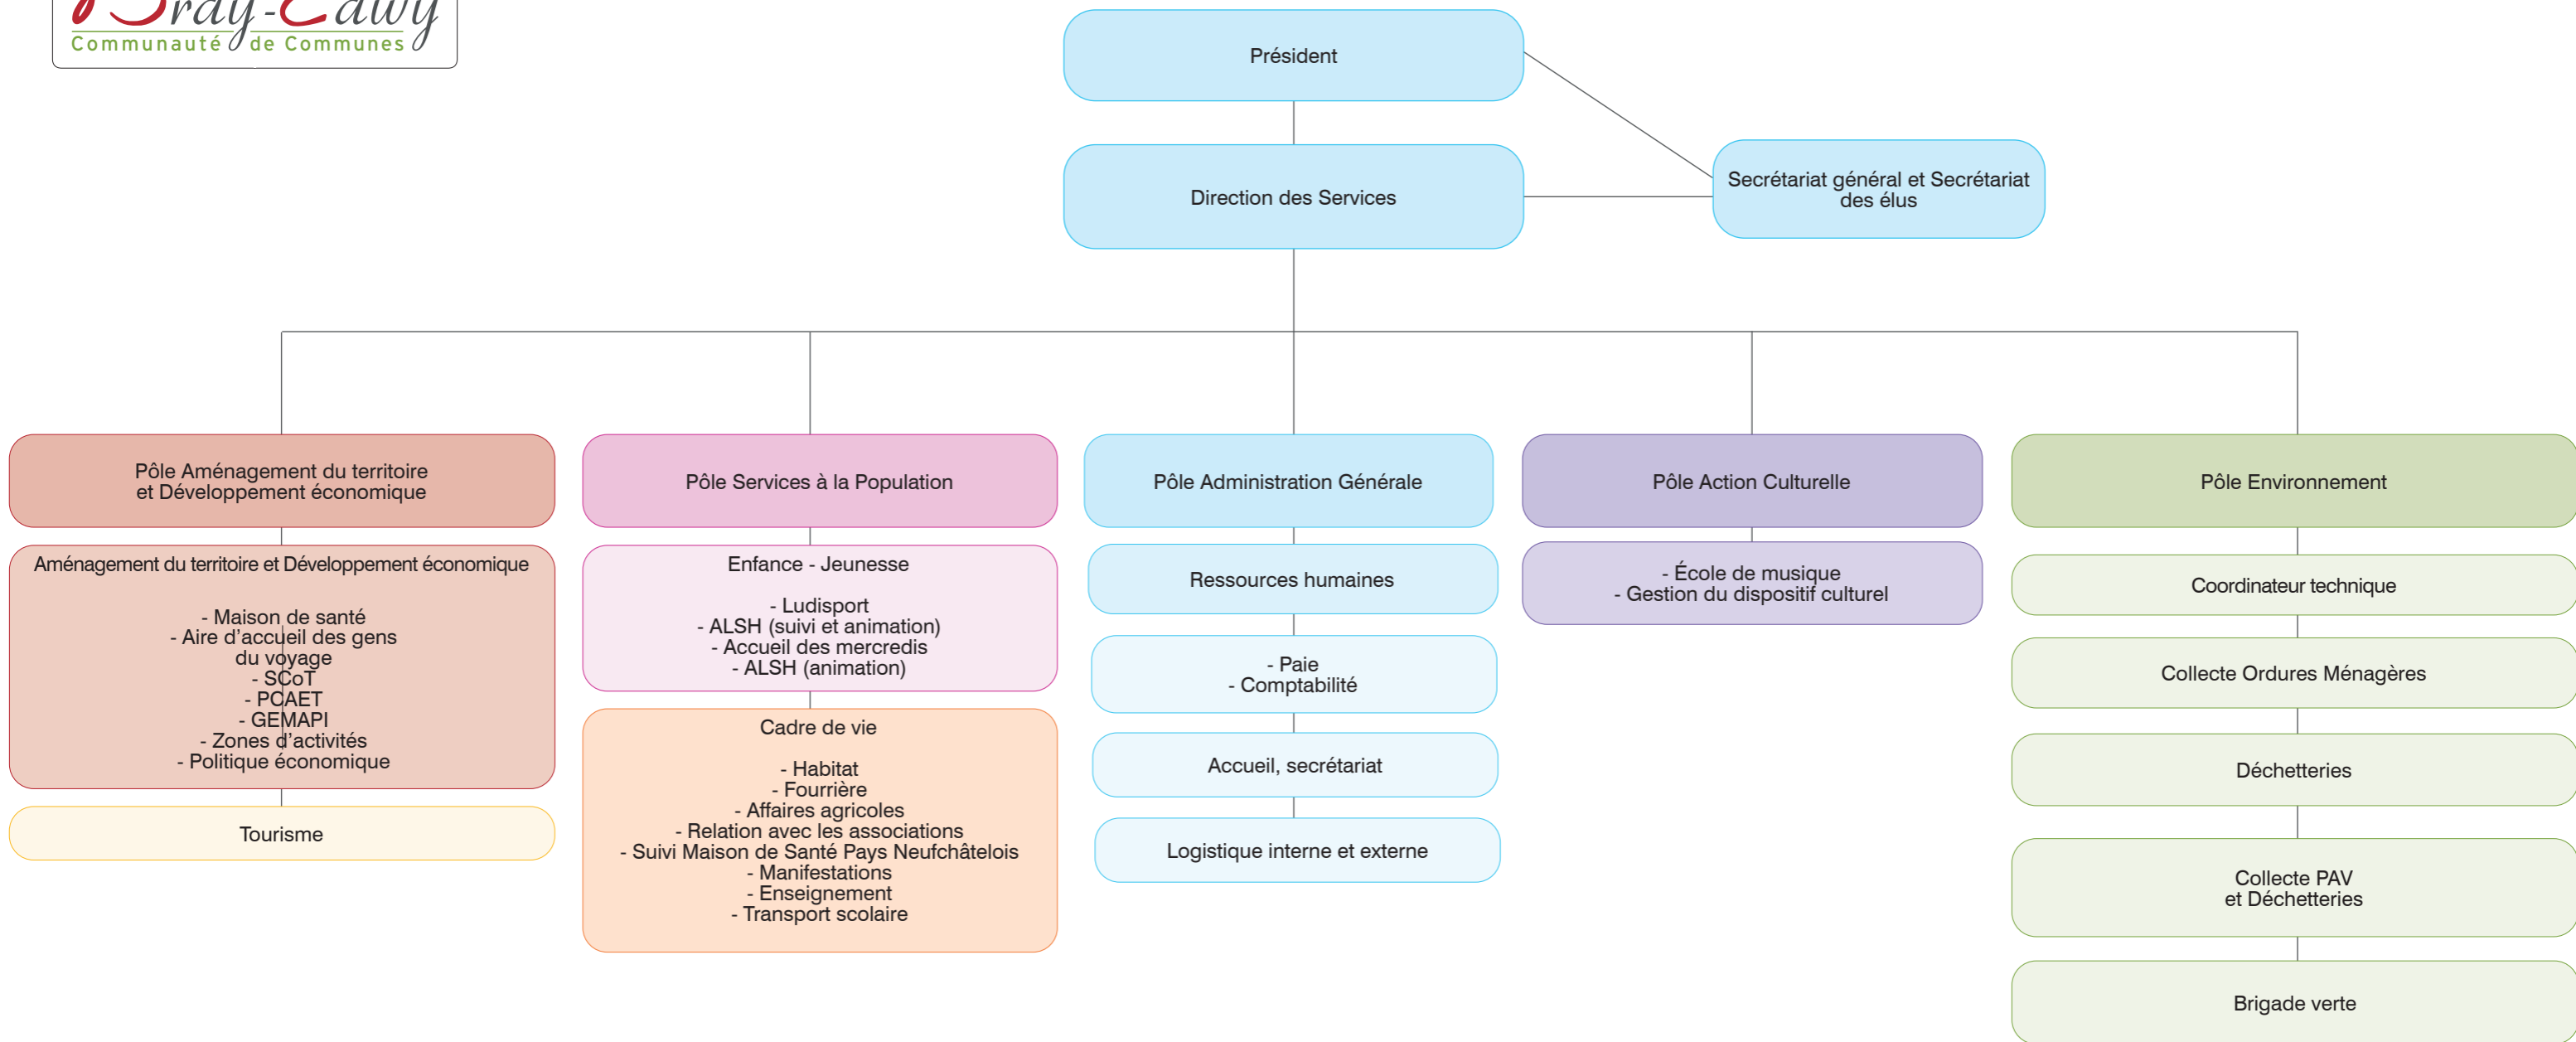 Bray-Eawy
Communauté de Communes
Président
Direction des Services
Secrétariat général et Secrétariat
des élus
Pôle Aménagement du territoire
et Développement économique
Aménagement du territoire et Développement économique
- Maison de santé
- Aire d’accueil des gens
du voyage
- SCoT
- PCAET
- GEMAPI
- Zones d’activités
- Politique économique
Tourisme
Pôle Services à la Population
Enfance - Jeunesse
- Ludisport
- ALSH (suivi et animation)
- Accueil des mercredis
- ALSH (animation)
Cadre de vie
- Habitat
- Fourrière
- Affaires agricoles
- Relation avec les associations
- Suivi Maison de Santé Pays Neufchâtelois
- Manifestations
- Enseignement
- Transport scolaire
Pôle Administration Générale
Ressources humaines
- Paie
- Comptabilité
Accueil, secrétariat
Logistique interne et externe
Pôle Action Culturelle
- École de musique
- Gestion du dispositif culturel
Pôle Environnement
Coordinateur technique
Collecte Ordures Ménagères
Déchetteries
Collecte PAV
et Déchetteries
Brigade verte